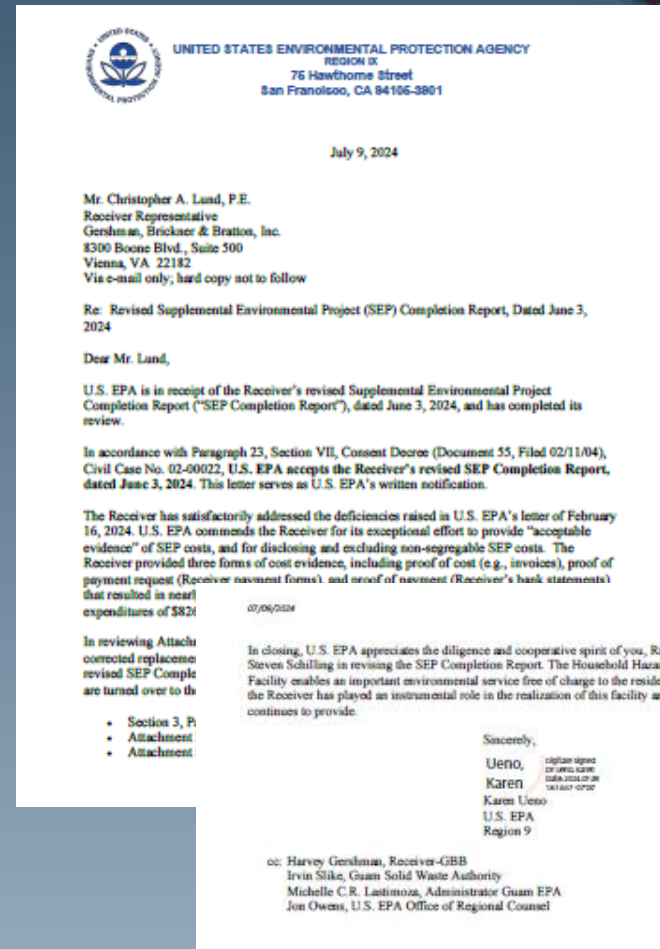 UNITED STATES ENVIRONMENTAL PROTECTION AGENCY
REGION IX
75 Hawthorne Street
San Francisco, CA 94105-3901
July 9, 2024
Mr. Christopher A. Lund, P.E.
Receiver Representative
Gershman, Brickner & Bratton, Inc.
8300 Boone Blvd., Suite 500
Vienna, VA 22182
Via e-mail only; hard copy not to follow
Re: Revised Supplemental Environmental Project (SEP) Completion Report, Dated June 3,
2024
Dear Mr. Lund,
U.S. EPA is in receipt of the Receiver's revised Supplemental Environmental Project
Completion Report ("SEP Completion Report"), dated June 3, 2024, and has completed its
review.
In accordance with Paragraph 23, Section VII, Consent Decree (Document 55, Filed 02/11/04),
Civil Case No. 02-00022, U.S. EPA accepts the Receiver's revised SEP Completion Report,
dated June 3, 2024. This letter serves as U.S. EPA's written notification.
The Receiver has satisfactorily addressed the deficiencies raised in U.S. EPA's letter of February
16, 2024. U.S. EPA commends the Receiver for its exceptional effort to provide "acceptable
evidence" of SEP costs, and for disclosing and excluding non-segregable SEP costs. The
Receiver provided three forms of cost evidence, including proof of cost (e.g., invoices), proof of
payment request (Receiver payment forms), and proof of payment (Receiver's bank statements)
that resulted in
expenditures of
In reviewing
corrected
revised SEP
are turned over to
• Section 3,
• Attachment
• Attachment
07/09/2024
In closing, U.S. EPA appreciates the diligence and cooperative spirit of you,
Steven Schilling in revising the SEP Completion Report. The Household
Facility enables an important environmental service free of charge to the
the Receiver has played an instrumental role in the realization of this facility
continues to provide.
Sincerely,
Ueno,
Karen
Digitally signed
by Ueno, Karen
Karen Ueno
U.S. EPA
Region 9
cc: Harvey Gershman, Receiver-GBB
Irvin Slike, Guam Solid Waste Authority
Michelle C.R. Lastimoza, Administrator Guam EPA
Jon Owens, U.S. EPA Office of Regional Counsel